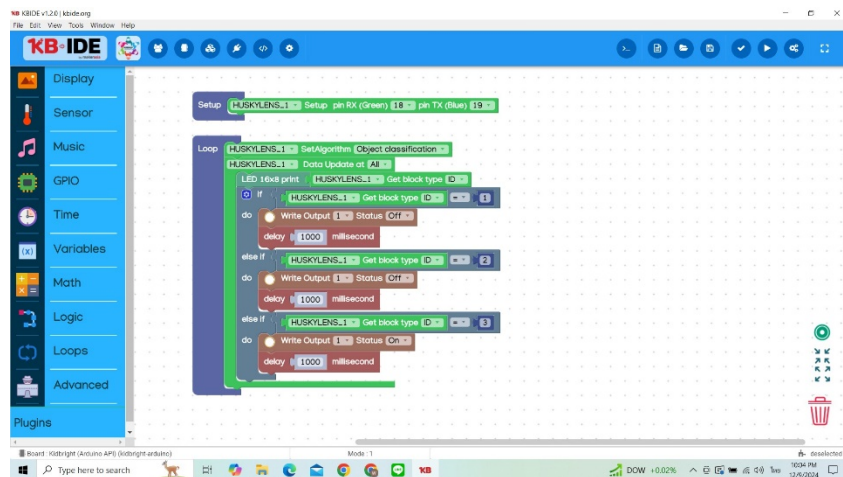 KB KBIDE v1.2.0 | kbide.org
File Edit View Tools Window Help
KB-IDE
Display
Sensor
Music
GPIO
Time
Variables
Math
Logic
Loops
Advanced
Plugins
Setup HUSKYLENS_1 Setup pin RX (Green) 18 pin TX (Blue) 19
Loop HUSKYLENS_1 SetAlgorithm Object classification
HUSKYLENS_1 Data Update at All
LED 16x8 print HUSKYLENS_1 Get block type ID
if HUSKYLENS_1 Get block type ID = 1
do Write Output 1 Status Off
delay 1000 millisecond
else if HUSKYLENS_1 Get block type ID = 2
do Write Output 1 Status Off
delay 1000 millisecond
else if HUSKYLENS_1 Get block type ID = 3
do Write Output 1 Status On
delay 1000 millisecond
Board : Kidbright (Arduino API) (kidbright-arduino) Mode : 1 deselected
Type here to search KB DOW +0.02% ไทย 10:04 PM
12/6/2024